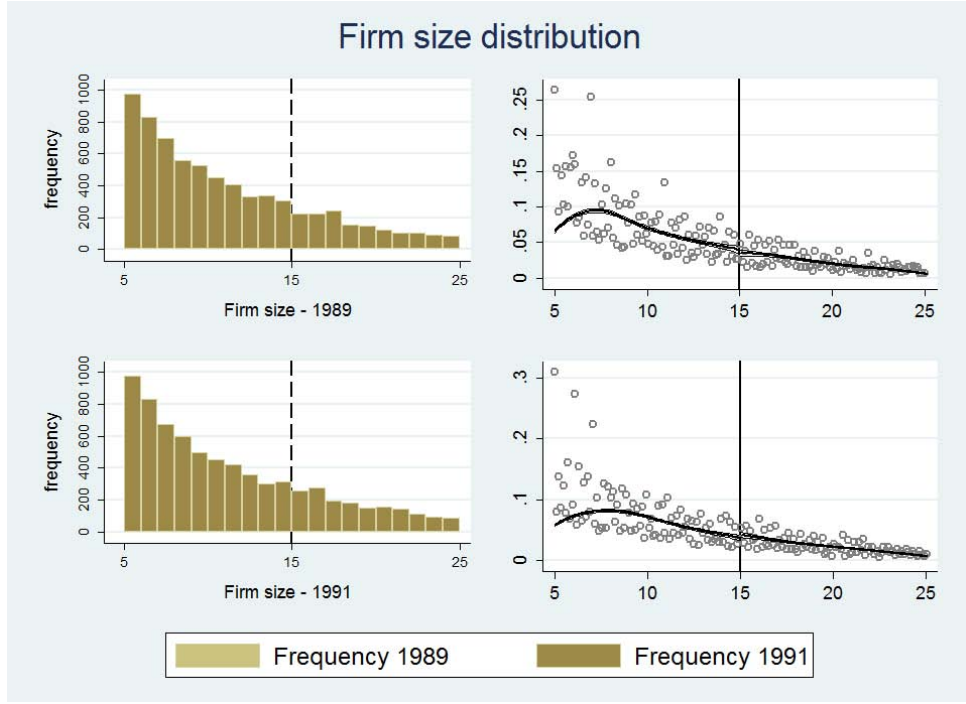 Firm size distribution
frequency
0 200 400 600 800 1000
5 15 25
Firm size - 1989
0 .05 .1 .15 .2 .25
5 10 15 20 25
frequency
0 200 400 600 800 1000
5 15 25
Firm size - 1991
0 .1 .2 .3
5 10 15 20 25
Frequency 1989 Frequency 1991